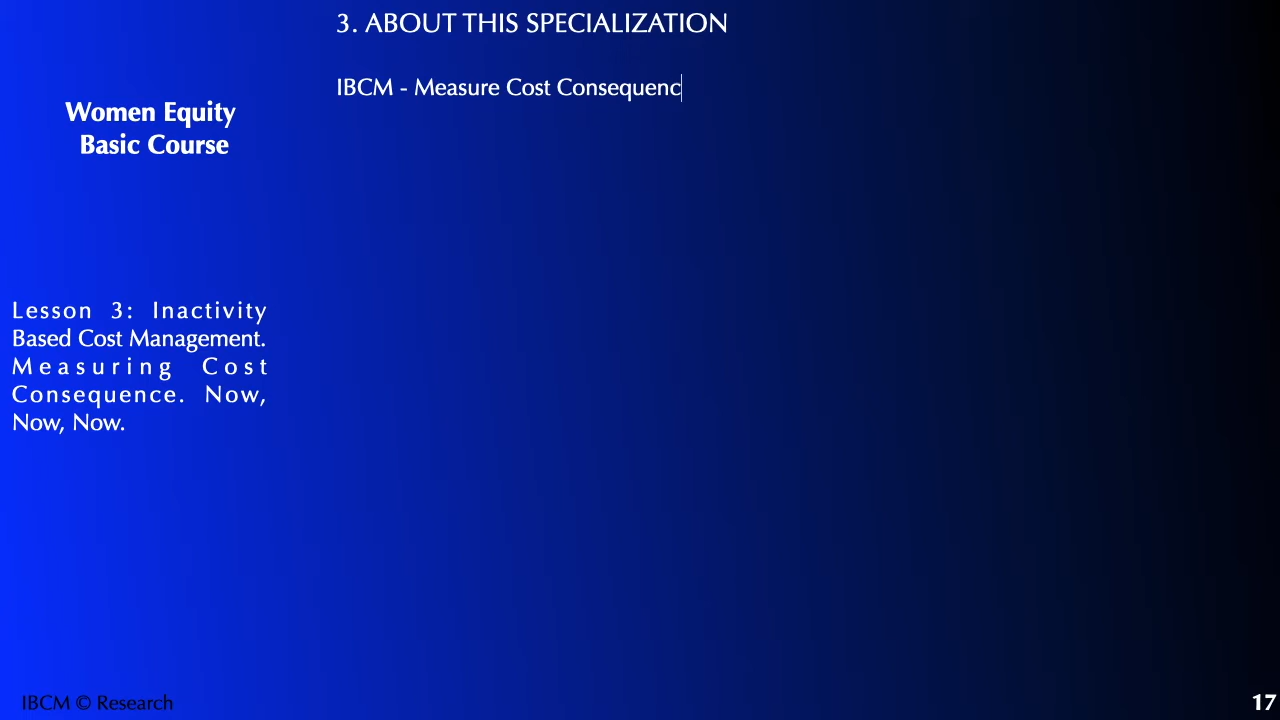 3. ABOUT THIS SPECIALIZATION
IBCM - Measure Cost Consequenc
Women Equity
Basic Course
Lesson 3: Inactivity
Based Cost Management.
Measuring Cost
Consequence. Now,
Now, Now.
IBCM © Research
17